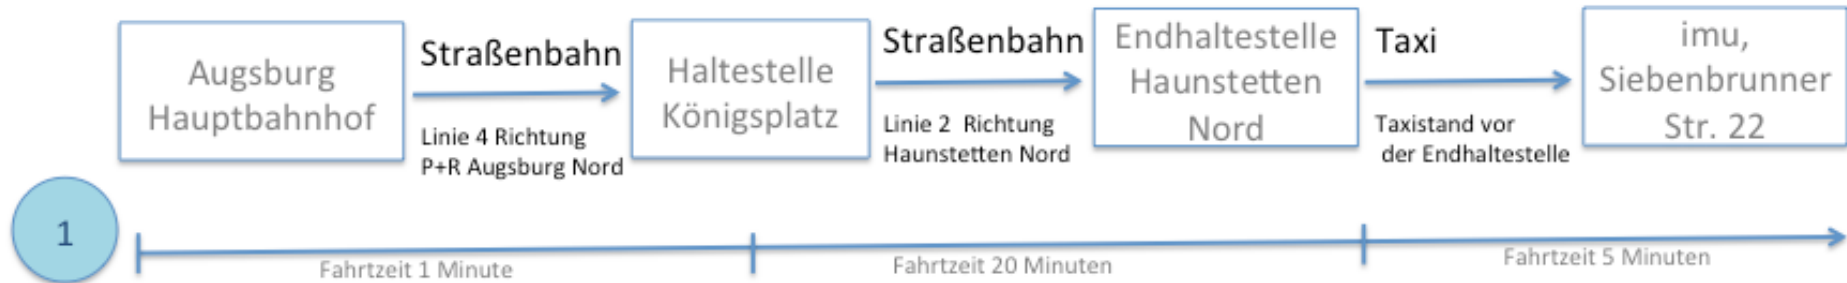 Augsburg
Hauptbahnhof
Straßenbahn
Linie 4 Richtung
P+R Augsburg Nord
Haltestelle
Königsplatz
Straßenbahn
Linie 2 Richtung
Haunstetten Nord
Endhaltestelle
Haunstetten
Nord
Taxi
Taxistand vor
der Endhaltestelle
imu,
Siebenbrunner
Str. 22
1
Fahrtzeit 1 Minute
Fahrtzeit 20 Minuten
Fahrtzeit 5 Minuten